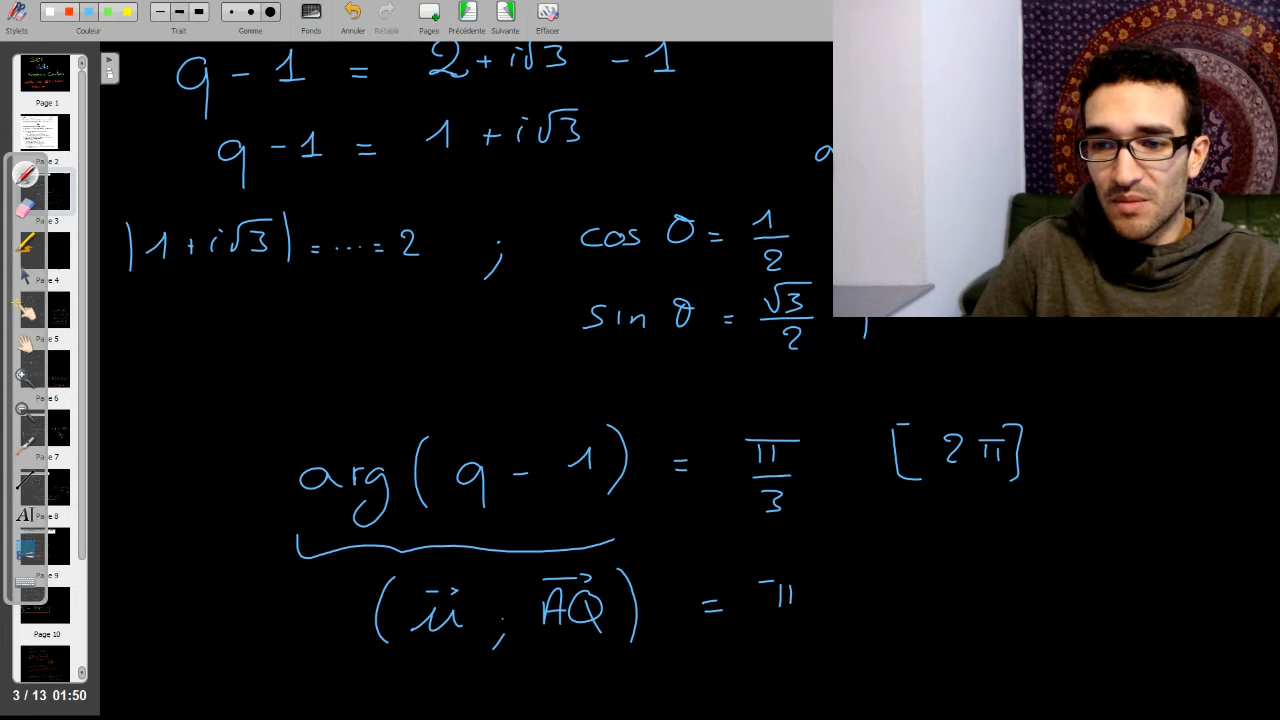 Stylets Couleur Trait Gomme Fonds Annuler Rétablir Pages Précédente Suivante Effacer
Page 1
Page 2
Page 3
Page 4
Page 5
Page 6
Page 7
Page 8
Page 9
Page 10
3 / 13 01:50
AI
q - 1 = 2 + i√3 - 1
q - 1 = 1 + i√3
|1 + i√3| = ... = 2 ; cos θ = 1/2
sin θ = √3/2
arg(q - 1) = π/3 [2π]
(u⃗ ; AQ⃗) = π